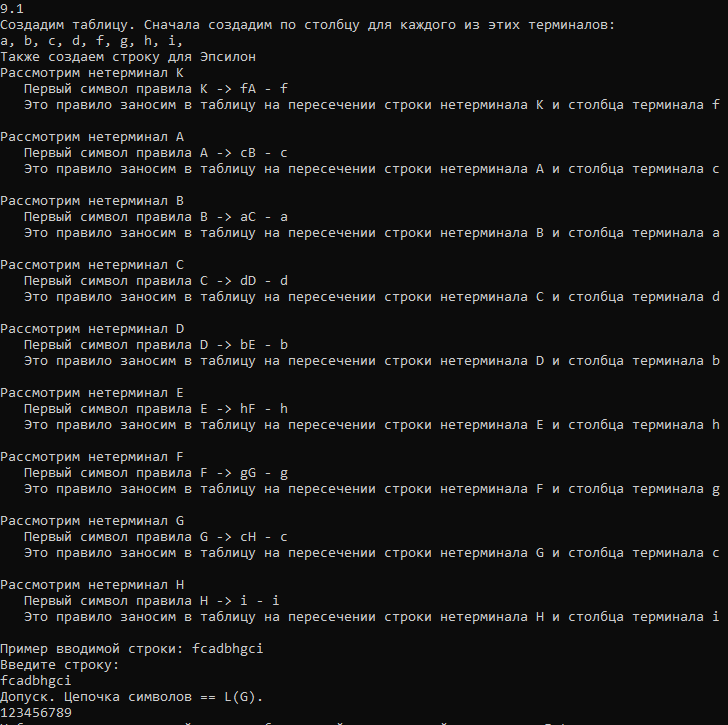 9.1
Создадим таблицу. Сначала создадим по столбцу для каждого из этих терминалов:
a, b, c, d, f, g, h, i,
Также создаем строку для Эпсилон
Рассмотрим нетерминал K
   Первый символ правила K -> fA - f
   Это правило заносим в таблицу на пересечении строки нетерминала K и столбца терминала f

Рассмотрим нетерминал A
   Первый символ правила A -> cB - c
   Это правило заносим в таблицу на пересечении строки нетерминала A и столбца терминала c

Рассмотрим нетерминал B
   Первый символ правила B -> aC - a
   Это правило заносим в таблицу на пересечении строки нетерминала B и столбца терминала a

Рассмотрим нетерминал C
   Первый символ правила C -> dD - d
   Это правило заносим в таблицу на пересечении строки нетерминала C и столбца терминала d

Рассмотрим нетерминал D
   Первый символ правила D -> bE - b
   Это правило заносим в таблицу на пересечении строки нетерминала D и столбца терминала b

Рассмотрим нетерминал E
   Первый символ правила E -> hF - h
   Это правило заносим в таблицу на пересечении строки нетерминала E и столбца терминала h

Рассмотрим нетерминал F
   Первый символ правила F -> gG - g
   Это правило заносим в таблицу на пересечении строки нетерминала F и столбца терминала g

Рассмотрим нетерминал G
   Первый символ правила G -> cH - c
   Это правило заносим в таблицу на пересечении строки нетерминала G и столбца терминала c

Рассмотрим нетерминал H
   Первый символ правила H -> i - i
   Это правило заносим в таблицу на пересечении строки нетерминала H и столбца терминала i

Пример вводимой строки: fcadbhgci
Введите строку:
fcadbhgci
Допуск. Цепочка символов == L(G).
123456789